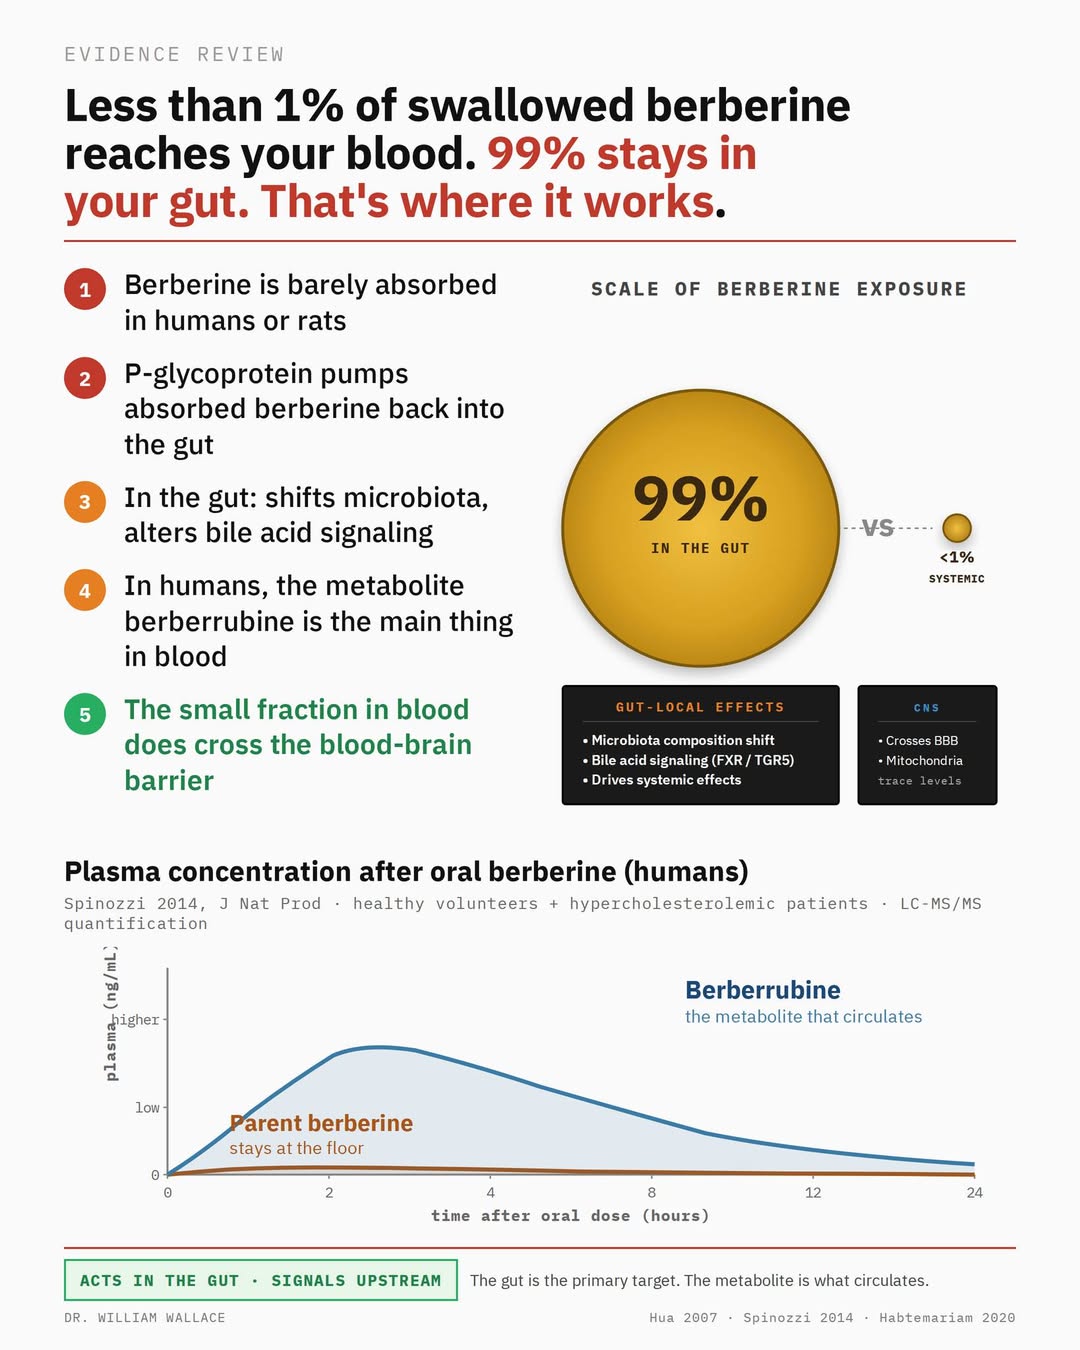 EVIDENCE REVIEW
Less than 1% of swallowed berberine
reaches your blood. 99% stays in
your gut. That's where it works.
1
Berberine is barely absorbed
in humans or rats
2
P-glycoprotein pumps
absorbed berberine back into
the gut
3
In the gut: shifts microbiota,
alters bile acid signaling
4
In humans, the metabolite
berberrubine is the main thing
in blood
5
The small fraction in blood
does cross the blood-brain
barrier
SCALE OF BERBERINE EXPOSURE
99%
IN THE GUT
VS
<1%
SYSTEMIC
GUT-LOCAL EFFECTS
• Microbiota composition shift
• Bile acid signaling (FXR / TGR5)
• Drives systemic effects
CNS
• Crosses BBB
• Mitochondria
trace levels
Plasma concentration after oral berberine (humans)
Spinozzi 2014, J Nat Prod · healthy volunteers + hypercholesterolemic patients · LC-MS/MS
quantification
plasma (ng/mL)
higher
low
0
Berberrubine
the metabolite that circulates
Parent berberine
stays at the floor
0 2 4 8 12 24
time after oral dose (hours)
ACTS IN THE GUT · SIGNALS UPSTREAM
The gut is the primary target. The metabolite is what circulates.
DR. WILLIAM WALLACE
Hua 2007 · Spinozzi 2014 · Habtemariam 2020